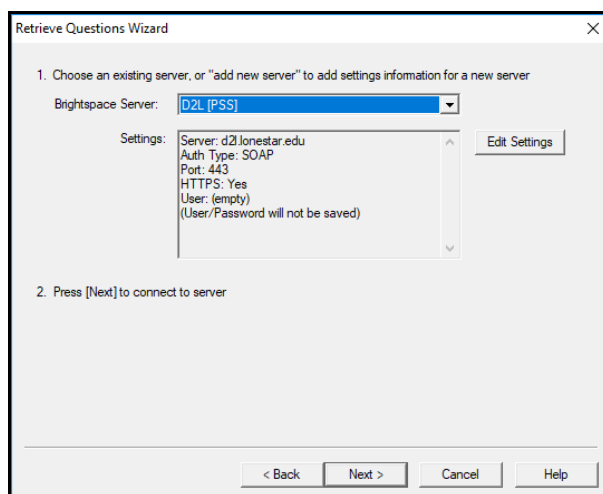 Retrieve Questions Wizard
1. Choose an existing server, or "add new server" to add settings information for a new server
Brightspace Server: D2L [PSS]
Settings: Server: d2l.lonestar.edu Edit Settings
Auth Type: SOAP
Port: 443
HTTPS: Yes
User: (empty)
(User/Password will not be saved)
2. Press [Next] to connect to server
< Back Next > Cancel Help